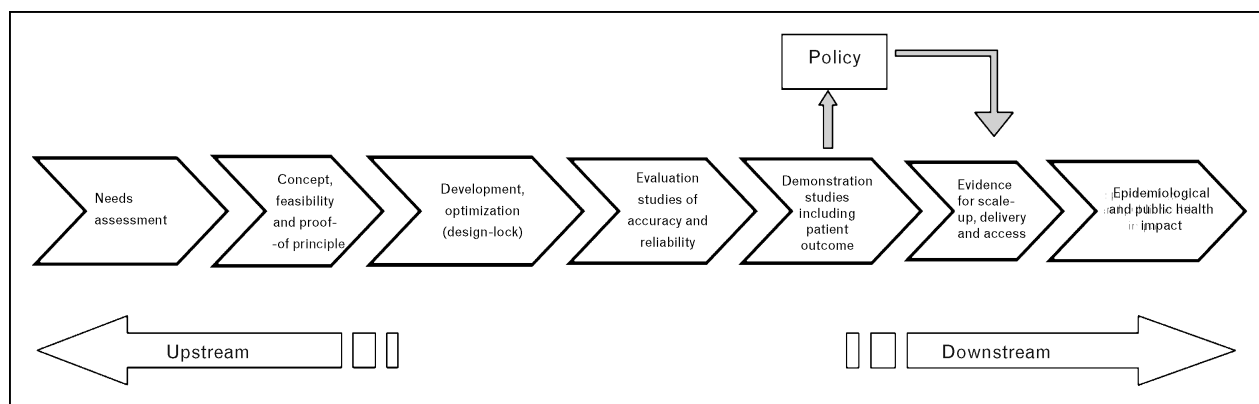 Policy
Needs
assessment
Concept,
feasibility
and proof-
-of principle
Development,
optimization
(design-lock)
Evaluation
studies of
accuracy and
reliability
Demonstration
studies
including
patient
outcome
Evidence
for scale-
up, delivery
and access
Epidemiological
and public health
impact
Upstream
Downstream